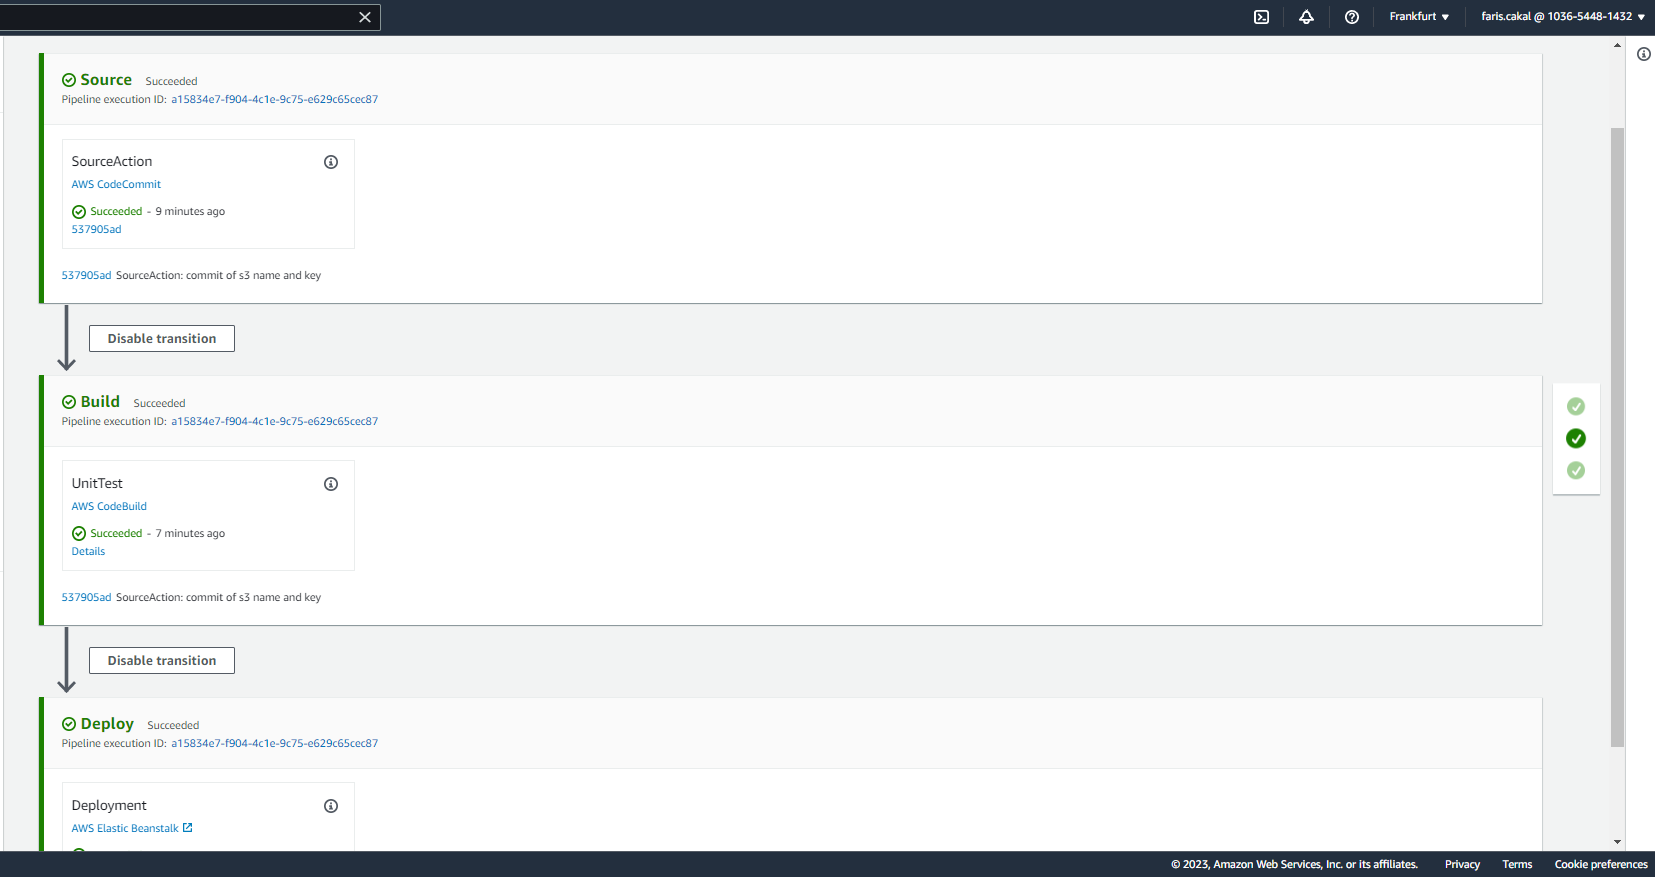 Frankfurt
faris.cakal @ 1036-5448-1432
Source Succeeded
Pipeline execution ID: a15834e7-f904-4c1e-9c75-e629c65cec87
SourceAction
AWS CodeCommit
Succeeded - 9 minutes ago
537905ad
537905ad SourceAction: commit of s3 name and key
Disable transition
Build Succeeded
Pipeline execution ID: a15834e7-f904-4c1e-9c75-e629c65cec87
UnitTest
AWS CodeBuild
Succeeded - 7 minutes ago
Details
537905ad SourceAction: commit of s3 name and key
Disable transition
Deploy Succeeded
Pipeline execution ID: a15834e7-f904-4c1e-9c75-e629c65cec87
Deployment
AWS Elastic Beanstalk
© 2023, Amazon Web Services, Inc. or its affiliates. Privacy Terms Cookie preferences